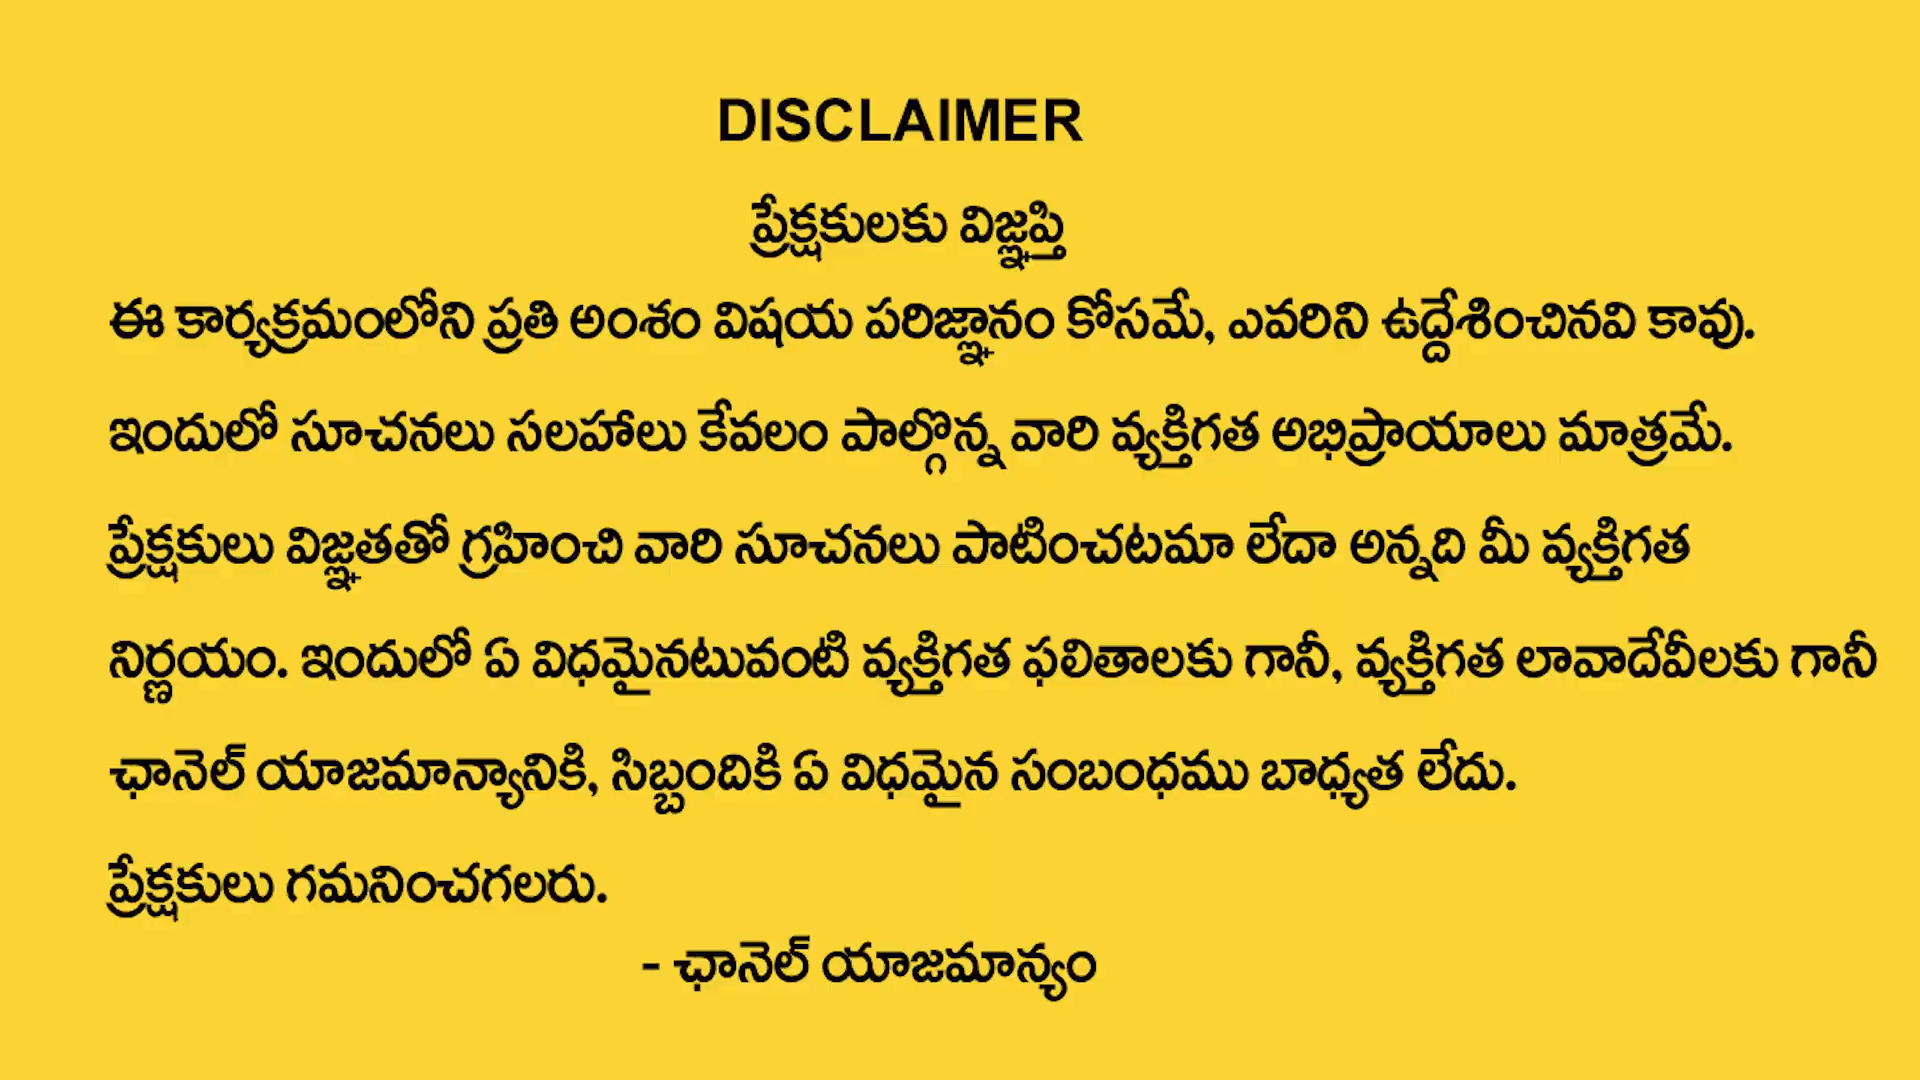 DISCLAIMER
ప్రేక్షకులకు విజ్ఞప్తి
ఈ కార్యక్రమంలోని ప్రతి అంశం విషయ పరిజ్ఞానం కోసమే, ఎవరిని ఉద్దేశించినవి కావు.
ఇందులో సూచనలు సలహాలు కేవలం పాల్గొన్న వారి వ్యక్తిగత అభిప్రాయాలు మాత్రమే.
ప్రేక్షకులు విజ్ఞతతో గ్రహించి వారి సూచనలు పాటించటమా లేదా అన్నది మీ వ్యక్తిగత
నిర్ణయం. ఇందులో ఏ విధమైనటువంటి వ్యక్తిగత ఫలితాలకు గానీ, వ్యక్తిగత లావాదేవీలకు గానీ
ఛానెల్ యాజమాన్యానికి, సిబ్బందికి ఏ విధమైన సంబంధము బాధ్యత లేదు.
ప్రేక్షకులు గమనించగలరు.
- ఛానెల్ యాజమాన్యం